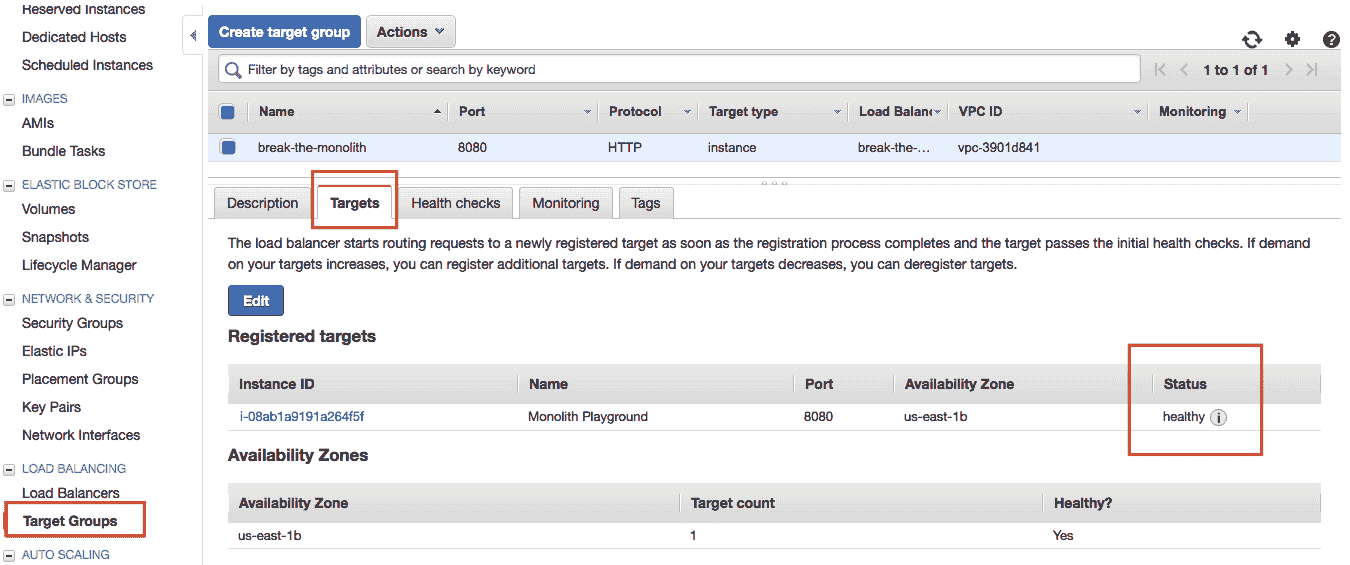 Reserved Instances
Dedicated Hosts
Scheduled Instances
IMAGES
AMIs
Bundle Tasks
ELASTIC BLOCK STORE
Volumes
Snapshots
Lifecycle Manager
NETWORK & SECURITY
Security Groups
Elastic IPs
Placement Groups
Key Pairs
Network Interfaces
LOAD BALANCING
Load Balancers
Target Groups
AUTO SCALING
Create target group Actions
Filter by tags and attributes or search by keyword 1 to 1 of 1
Name Port Protocol Target type Load Balan VPC ID Monitoring
break-the-monolith 8080 HTTP instance break-the-... vpc-3901d841
Description Targets Health checks Monitoring Tags
The load balancer starts routing requests to a newly registered target as soon as the registration process completes and the target passes the initial health checks. If demand
on your targets increases, you can register additional targets. If demand on your targets decreases, you can deregister targets.
Edit
Registered targets
Instance ID Name Port Availability Zone Status
i-08ab1a9191a264f5f Monolith Playground 8080 us-east-1b healthy
Availability Zones
Availability Zone Target count Healthy?
us-east-1b 1 Yes